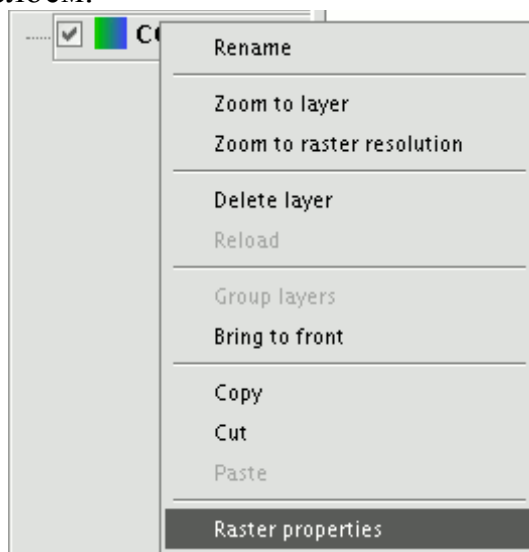 Rename
Zoom to layer
Zoom to raster resolution
Delete layer
Reload
Group layers
Bring to front
Copy
Cut
Paste
Raster properties